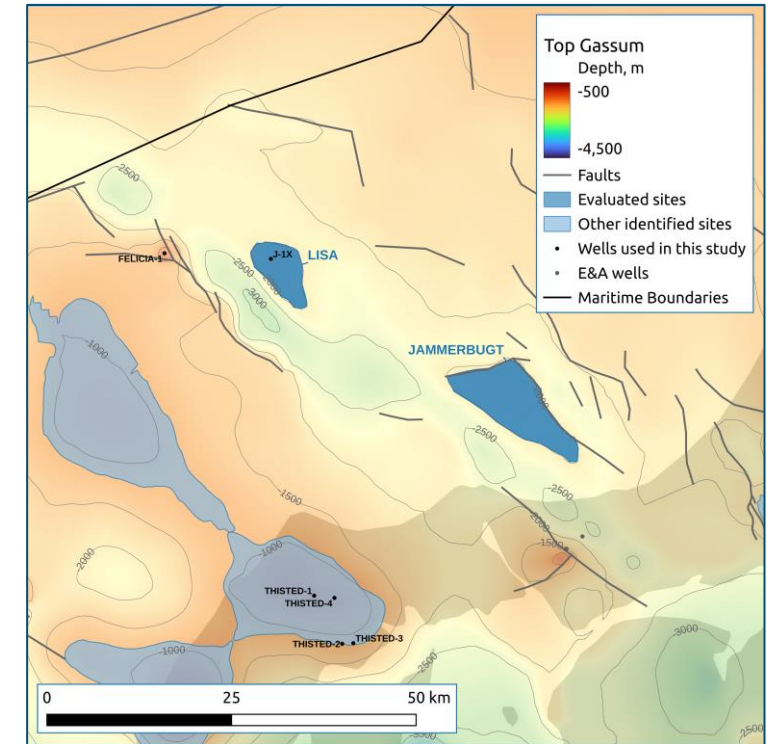 Top Gassum
Depth, m
-500
-4,500
Faults
Evaluated sites
Other identified sites
Wells used in this study
E&A wells
Maritime Boundaries
-2500
FELICIA-1
J-1X
LISA
-2500
-3000
JAMMERBUGT
-1000
-2500
-1500
-2500
-2000
-1500
-1000
-2000
THISTED-1
THISTED-4
THISTED-2
THISTED-3
-1000
-2500
-3000
-2500
0 25 50 km